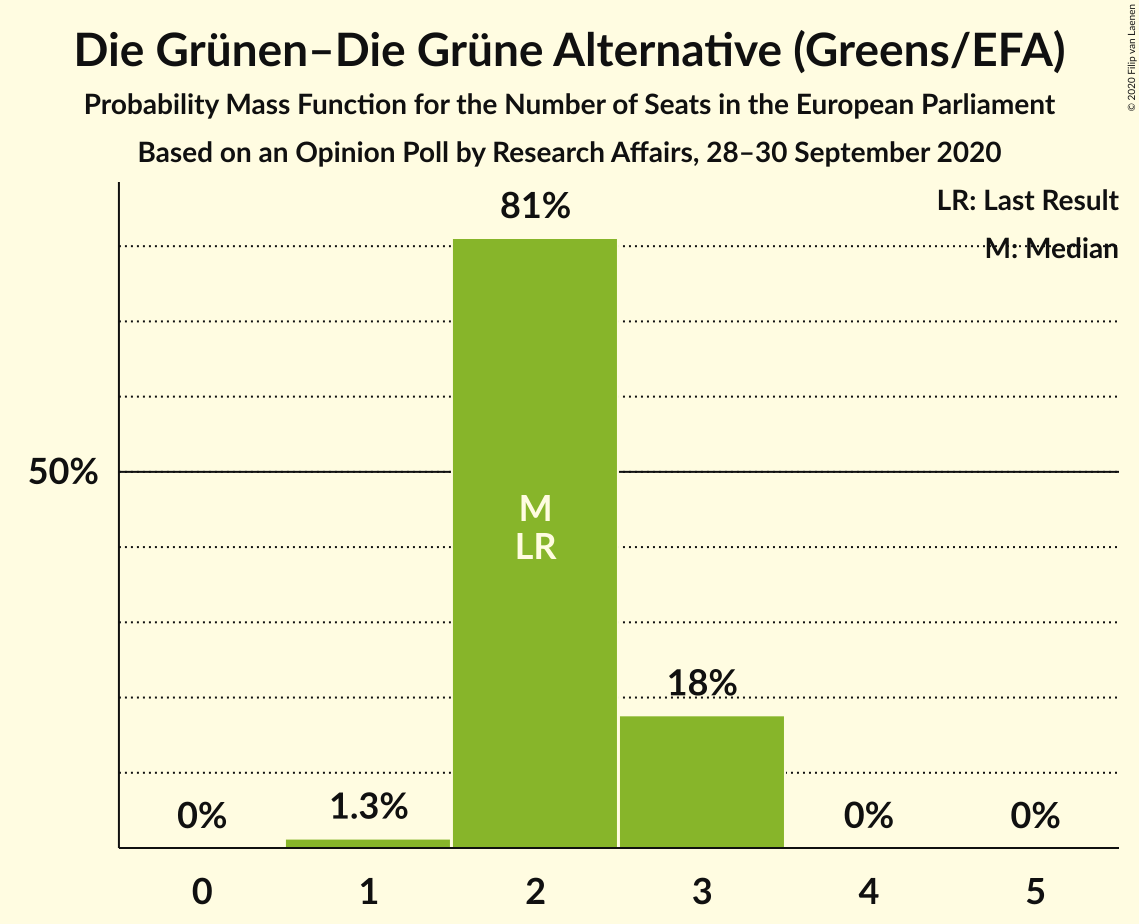 Die Grünen–Die Grüne Alternative (Greens/EFA)
Probability Mass Function for the Number of Seats in the European Parliament
Based on an Opinion Poll by Research Affairs, 28–30 September 2020
© 2020 Filip van Laenen
LR: Last Result
M: Median
81%
50%
M
LR
18%
0%
1.3%
0%
0%
0
1
2
3
4
5